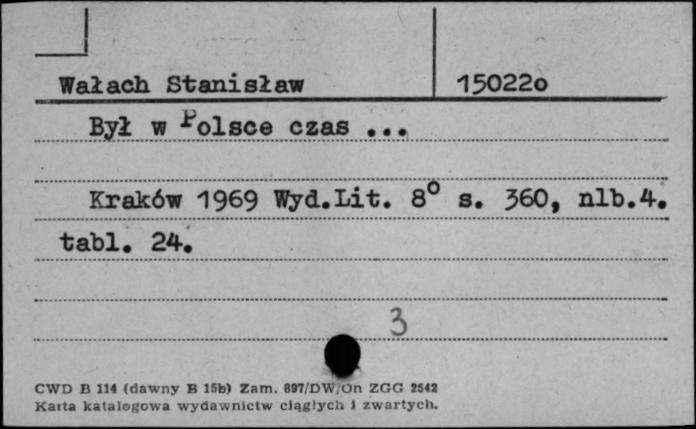 Wałach Stanisław 150220
Był w Polsce czas ...
Kraków 1969 Wyd.Lit. 8° s. 360, nlb.4.
tabl. 24.
3
CWD B 114 (dawny B 15b) Zam. 897/DW/On ZGG 2542
Karta katalogowa wydawnictw ciągłych i zwartych.